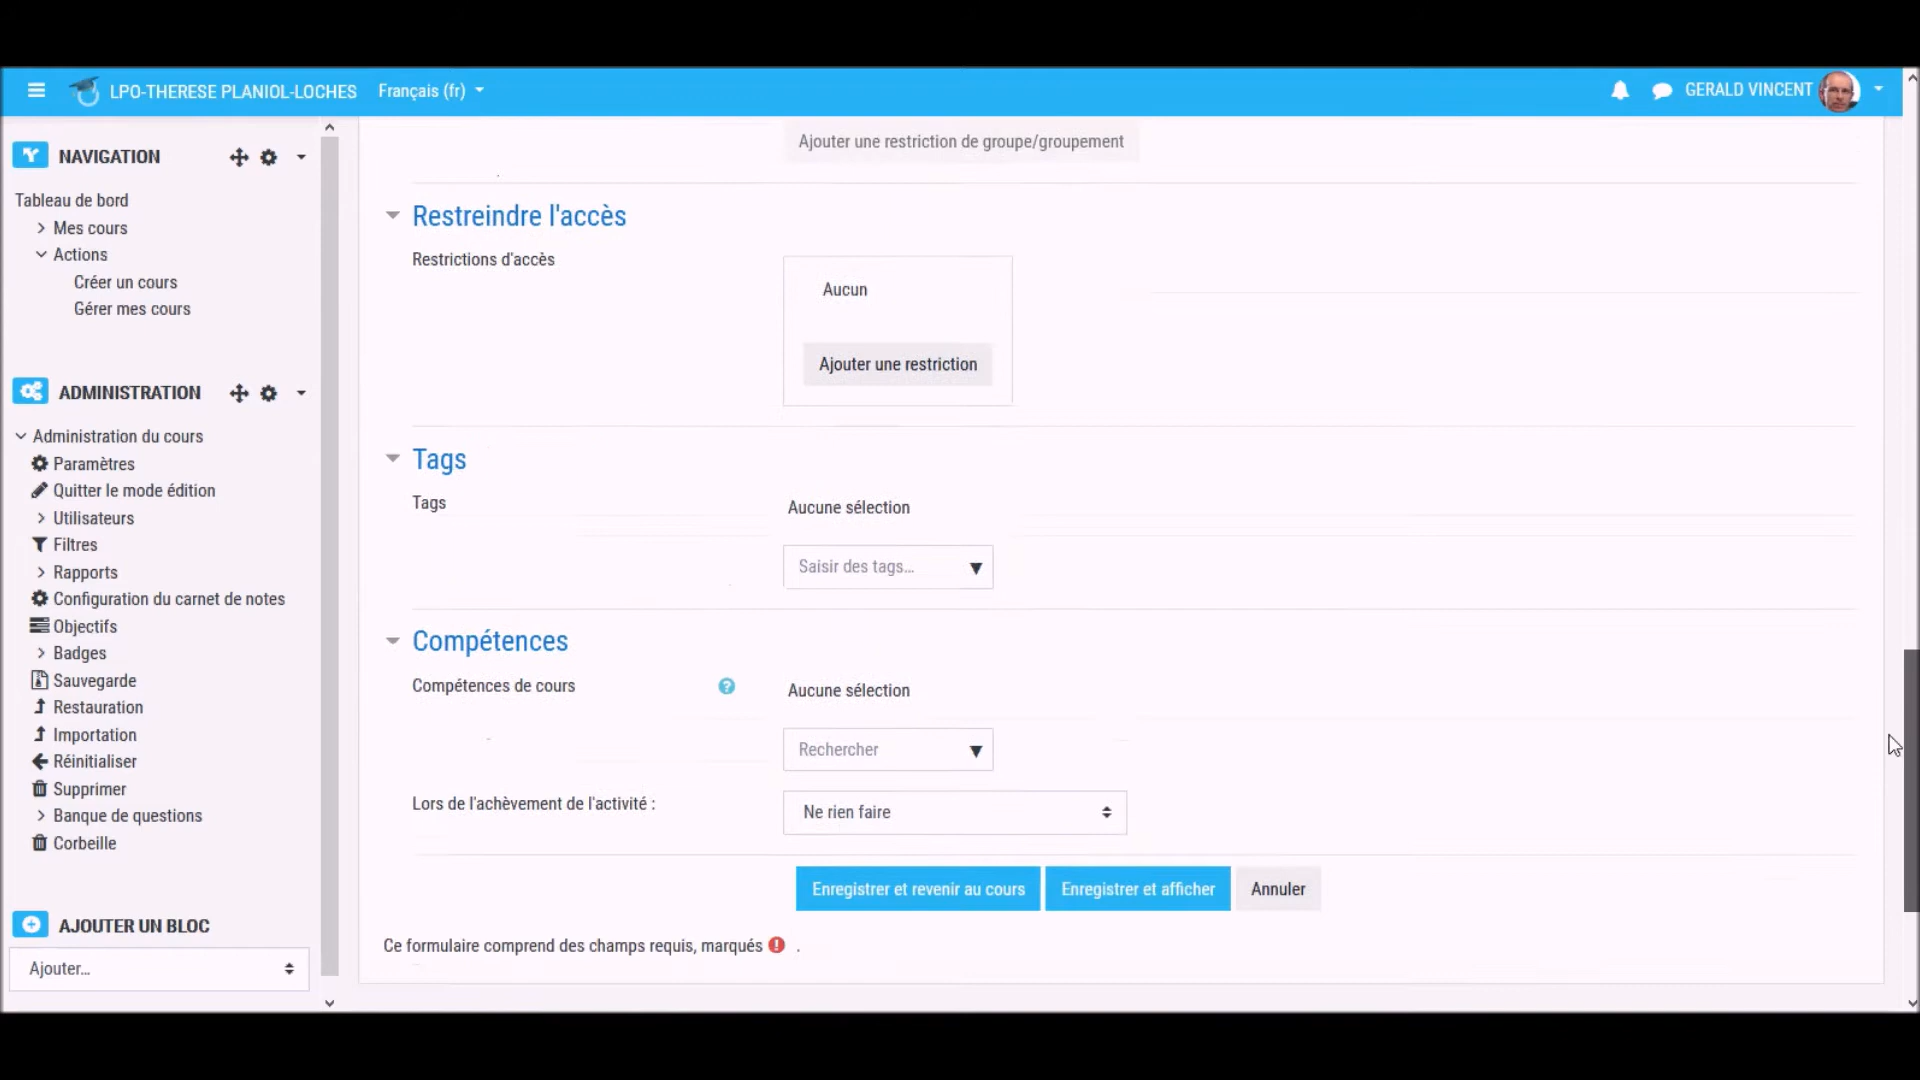 LPO-THERESE PLANIOL-LOCHES Français (fr) GERALD VINCENT
NAVIGATION
Tableau de bord
Mes cours
Actions
Créer un cours
Gérer mes cours
ADMINISTRATION
Administration du cours
Paramètres
Quitter le mode édition
Utilisateurs
Filtres
Rapports
Configuration du carnet de notes
Objectifs
Badges
Sauvegarde
Restauration
Importation
Réinitialiser
Supprimer
Banque de questions
Corbeille
AJOUTER UN BLOC
Ajouter...
Ajouter une restriction de groupe/groupement
Restreindre l'accès
Restrictions d'accès
Aucun
Ajouter une restriction
Tags
Tags
Aucune sélection
Saisir des tags...
Compétences
Compétences de cours
Aucune sélection
Rechercher
Lors de l'achèvement de l'activité :
Ne rien faire
Enregistrer et revenir au cours Enregistrer et afficher Annuler
Ce formulaire comprend des champs requis, marqués .